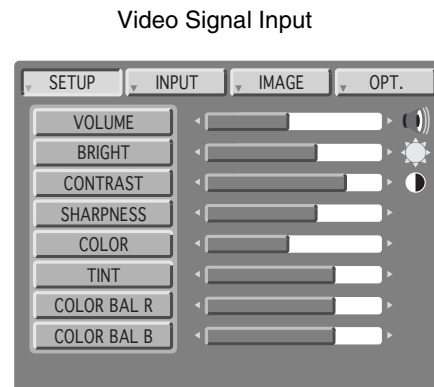 Video Signal Input
SETUP INPUT IMAGE OPT.
VOLUME
BRIGHT
CONTRAST
SHARPNESS
COLOR
TINT
COLOR BAL R
COLOR BAL B